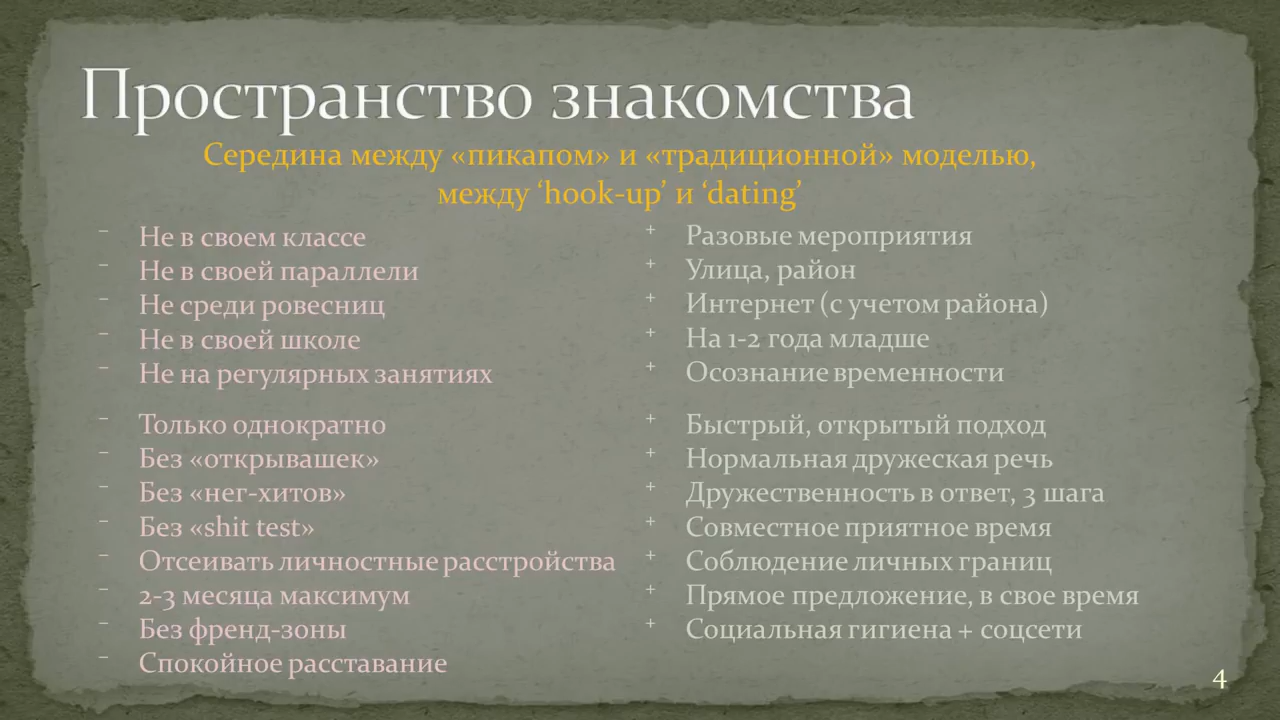 Пространство знакомства
Середина между «пикапом» и «традиционной» моделью,
между ‘hook-up’ и ‘dating’
⁻ Не в своем классе
⁻ Не в своей параллели
⁻ Не среди ровесниц
⁻ Не в своей школе
⁻ Не на регулярных занятиях
⁻ Только однократно
⁻ Без «открывашек»
⁻ Без «нег-хитов»
⁻ Без «shit test»
⁻ Отсеивать личностные расстройства
⁻ 2-3 месяца максимум
⁻ Без френд-зоны
⁻ Спокойное расставание
⁺ Разовые мероприятия
⁺ Улица, район
⁺ Интернет (с учетом района)
⁺ На 1-2 года младше
⁺ Осознание временности
⁺ Быстрый, открытый подход
⁺ Нормальная дружеская речь
⁺ Дружественность в ответ, 3 шага
⁺ Совместное приятное время
⁺ Соблюдение личных границ
⁺ Прямое предложение, в свое время
⁺ Социальная гигиена + соцсети
4